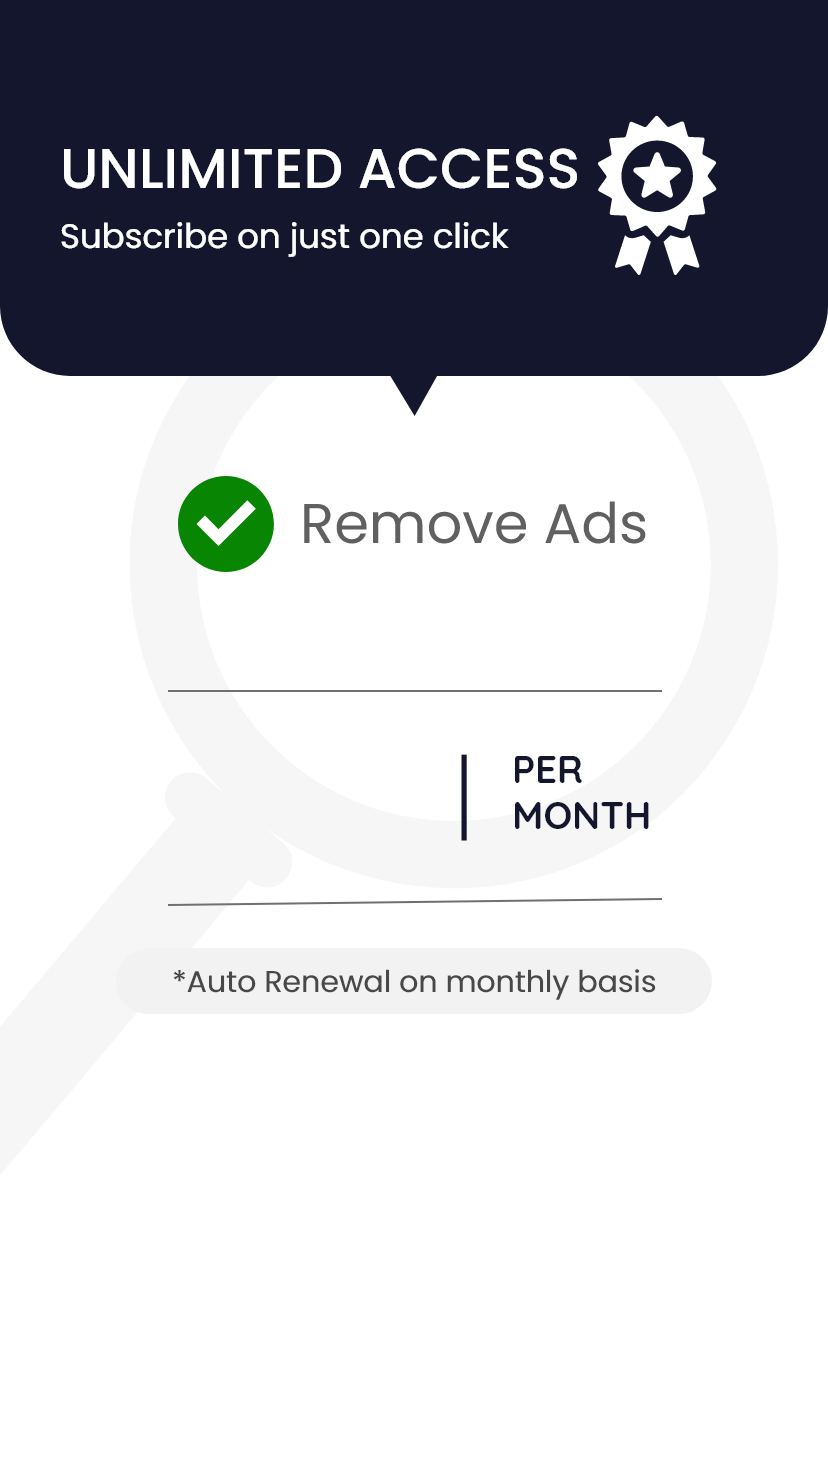 UNLIMITED ACCESS
Subscribe on just one click
Remove Ads
PER
MONTH
*Auto Renewal on monthly basis